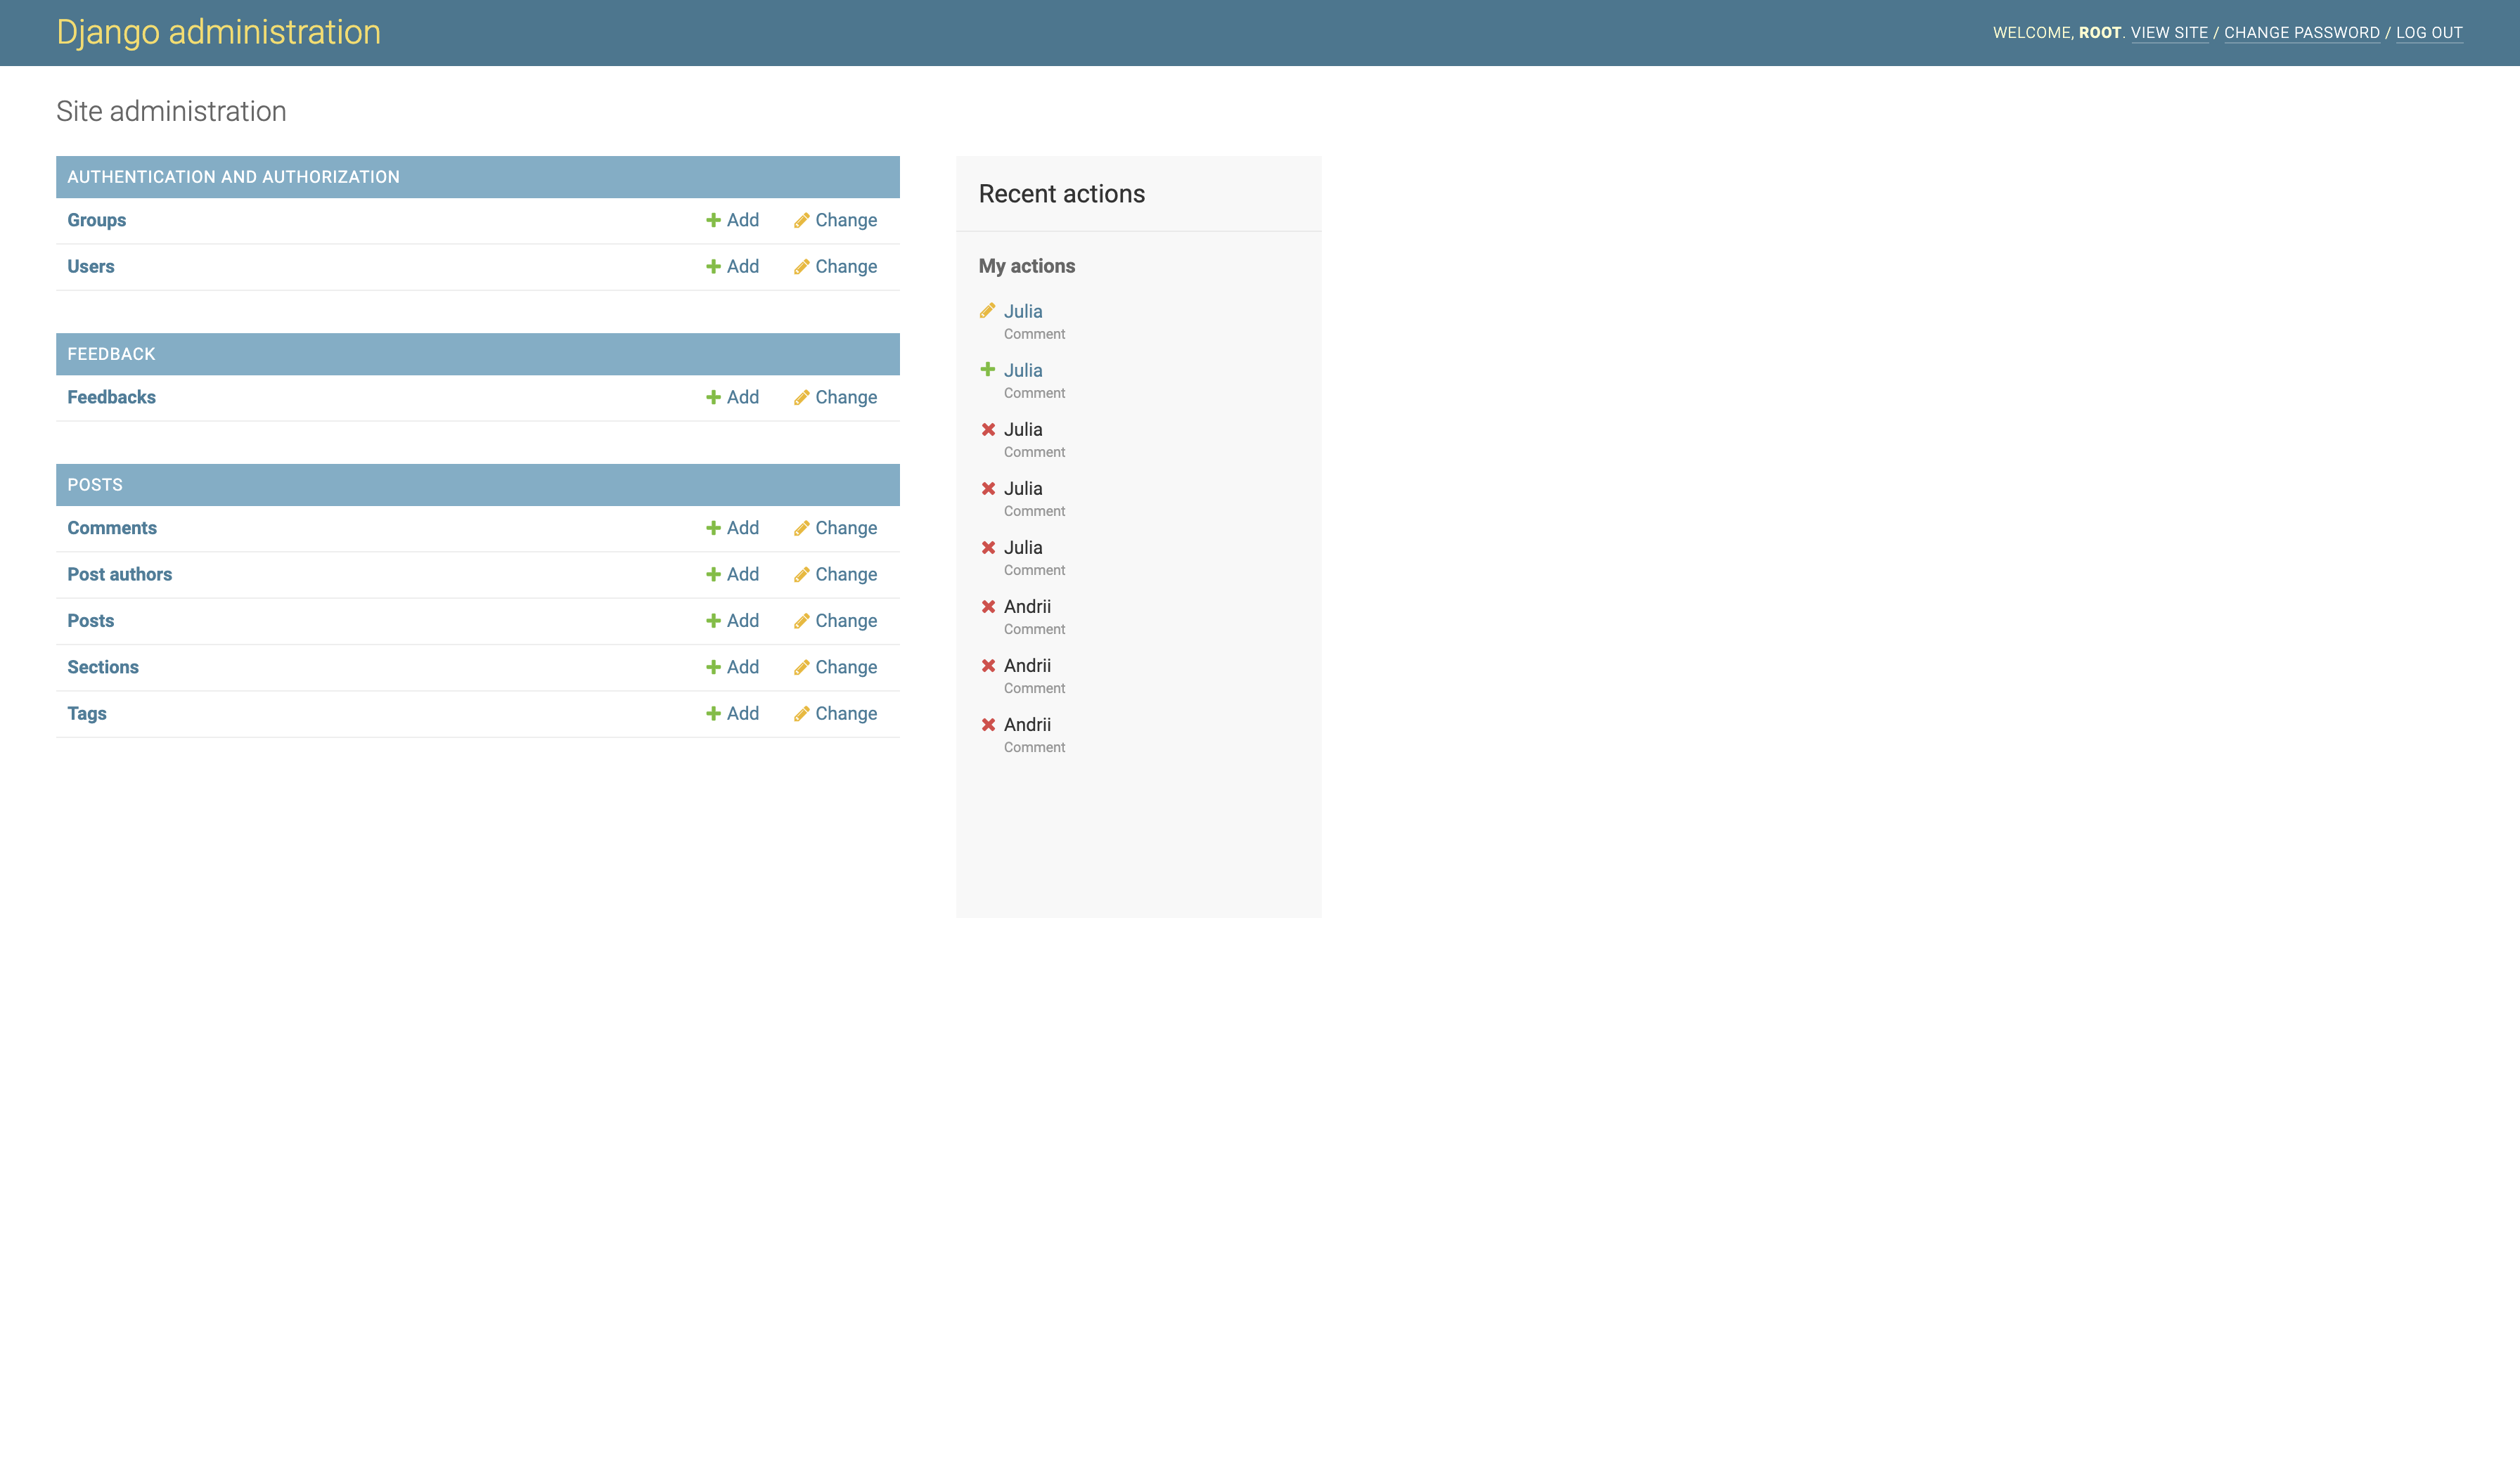 Django administration
WELCOME, ROOT. VIEW SITE / CHANGE PASSWORD / LOG OUT
Site administration
AUTHENTICATION AND AUTHORIZATION
Groups Add Change
Users Add Change
FEEDBACK
Feedbacks Add Change
POSTS
Comments Add Change
Post authors Add Change
Posts Add Change
Sections Add Change
Tags Add Change
Recent actions
My actions
Julia
Comment
Julia
Comment
Julia
Comment
Julia
Comment
Julia
Comment
Andrii
Comment
Andrii
Comment
Andrii
Comment